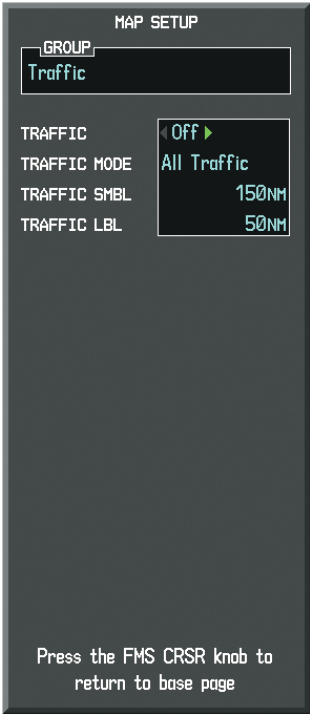 MAP SETUP
GROUP
Traffic
TRAFFIC Off
TRAFFIC MODE All Traffic
TRAFFIC SMBL 150NM
TRAFFIC LBL 50NM
Press the FMS CRSR knob to
return to base page